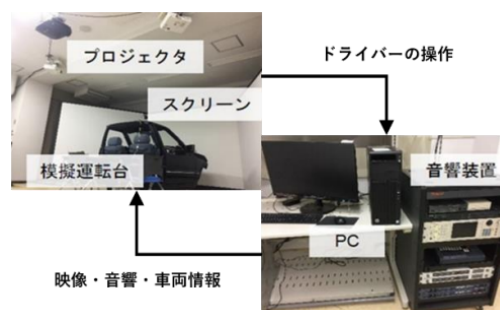 プロジェクタ
ドライバーの操作
スクリーン
模擬運転台
音響装置
PC
映像・音響・車両情報